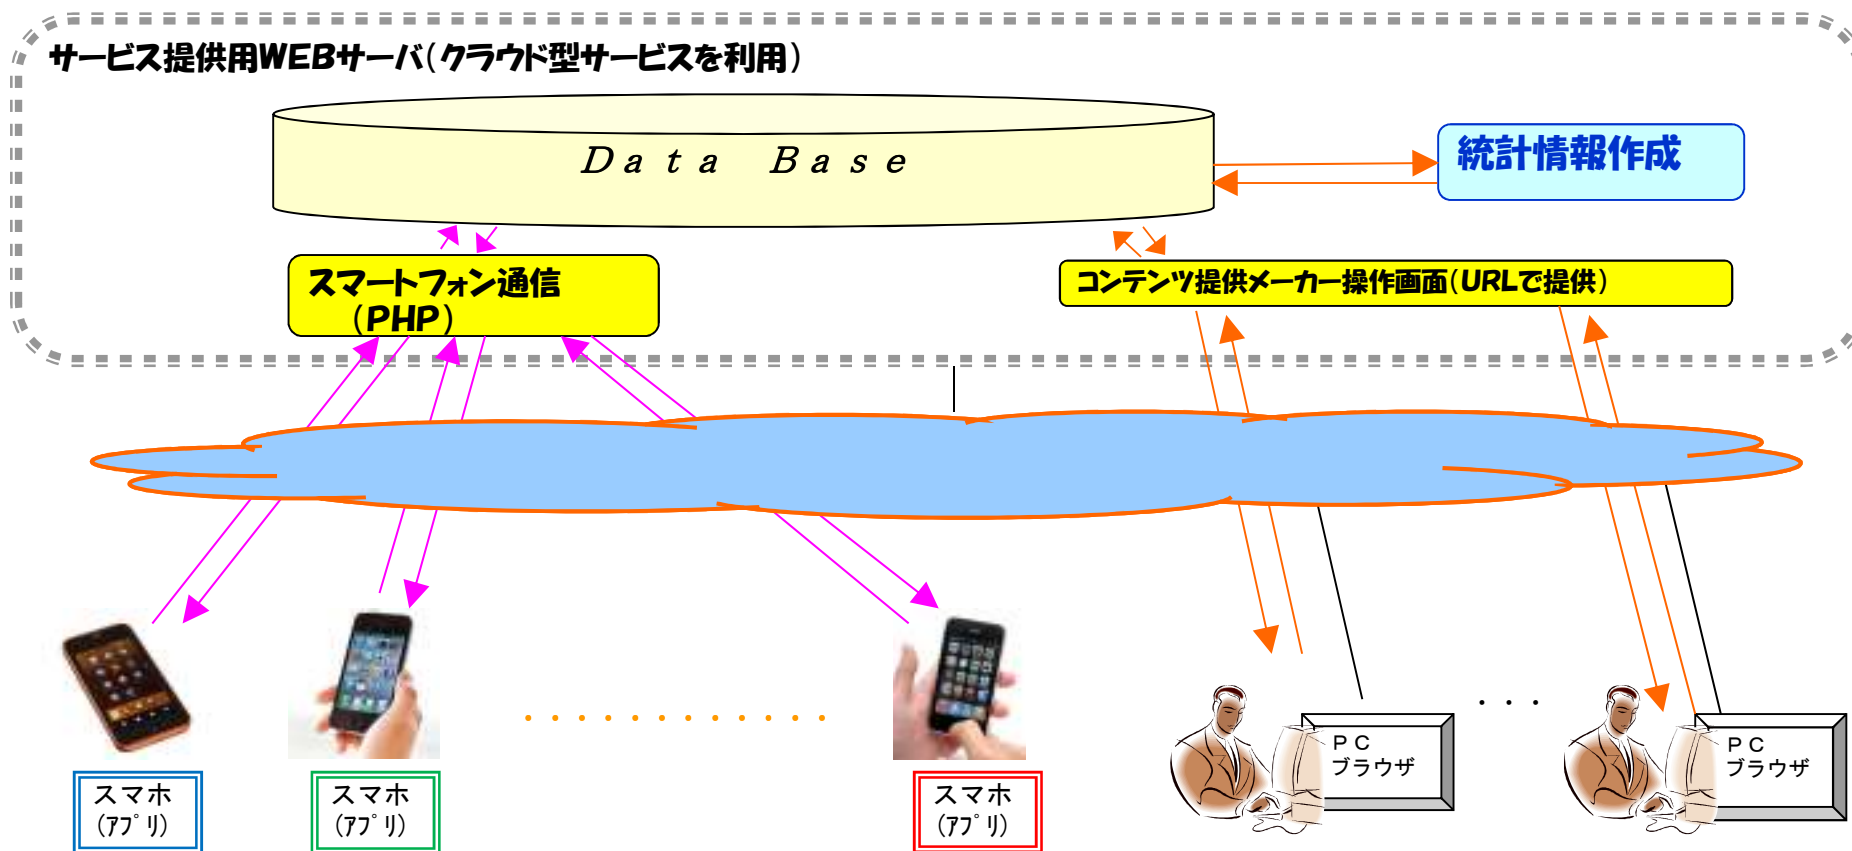 サービス提供用WEBサーバ(クラウド型サービスを利用)
Ｄａｔａ　Ｂａｓｅ
統計情報作成
スマートフォン通信
(PHP)
コンテンツ提供メーカー操作画面(URLで提供)
スマホ
(ｱﾌﾟﾘ)
スマホ
(ｱﾌﾟﾘ)
スマホ
(ｱﾌﾟﾘ)
ＰＣ
ブラウザ
・・・
ＰＣ
ブラウザ